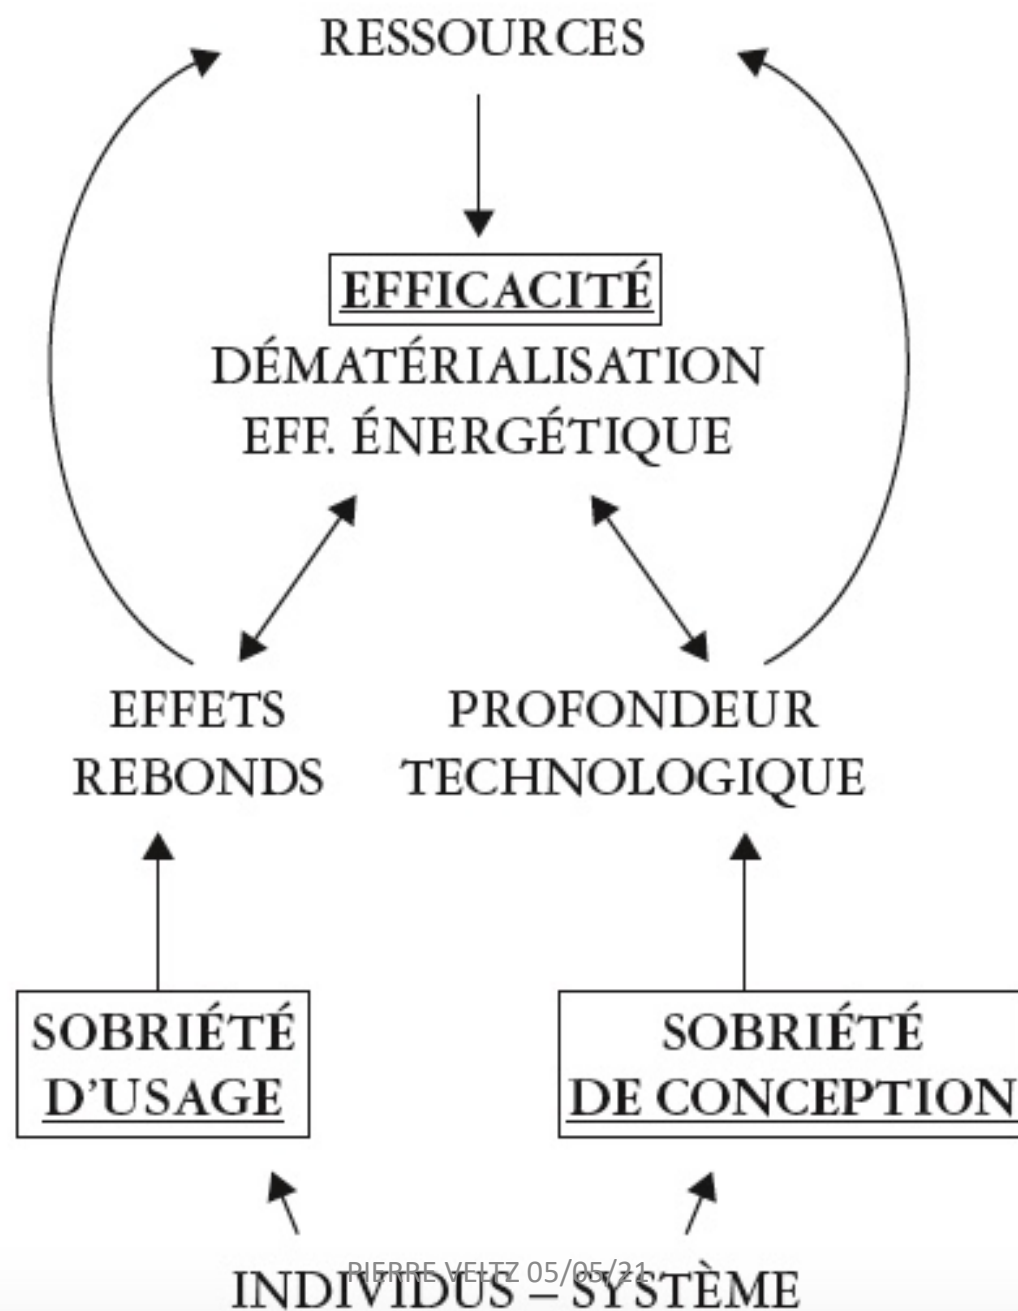 RESSOURCES
EFFICACITÉ
DÉMATÉRIALISATION
EFF. ÉNERGÉTIQUE
EFFETS
REBONDS
PROFONDEUR
TECHNOLOGIQUE
SOBRIÉTÉ
D’USAGE
SOBRIÉTÉ
DE CONCEPTION
PIERRE VELTZ 05/05/21
INDIVIDUS – SYSTÈME